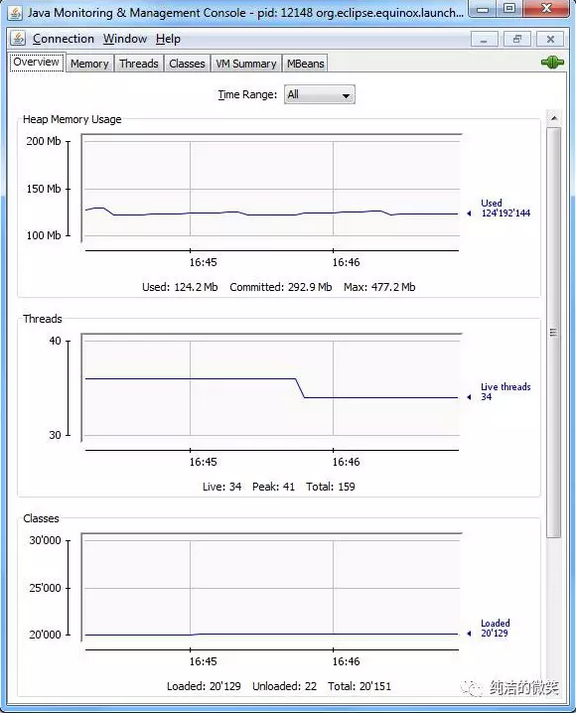 Java Monitoring & Management Console - pid: 12148 org.eclipse.equinox.launch...
Connection Window Help
Overview Memory Threads Classes VM Summary MBeans
Time Range: All
Heap Memory Usage
200 Mb
150 Mb
100 Mb
Used
124'192'144
16:45 16:46
Used: 124.2 Mb Committed: 292.9 Mb Max: 477.2 Mb
Threads
40
30
Live threads
34
16:45 16:46
Live: 34 Peak: 41 Total: 159
Classes
30'000
25'000
20'000
Loaded
20'129
16:45 16:46
Loaded: 20'129 Unloaded: 22 Total: 20'151
纯洁的微笑